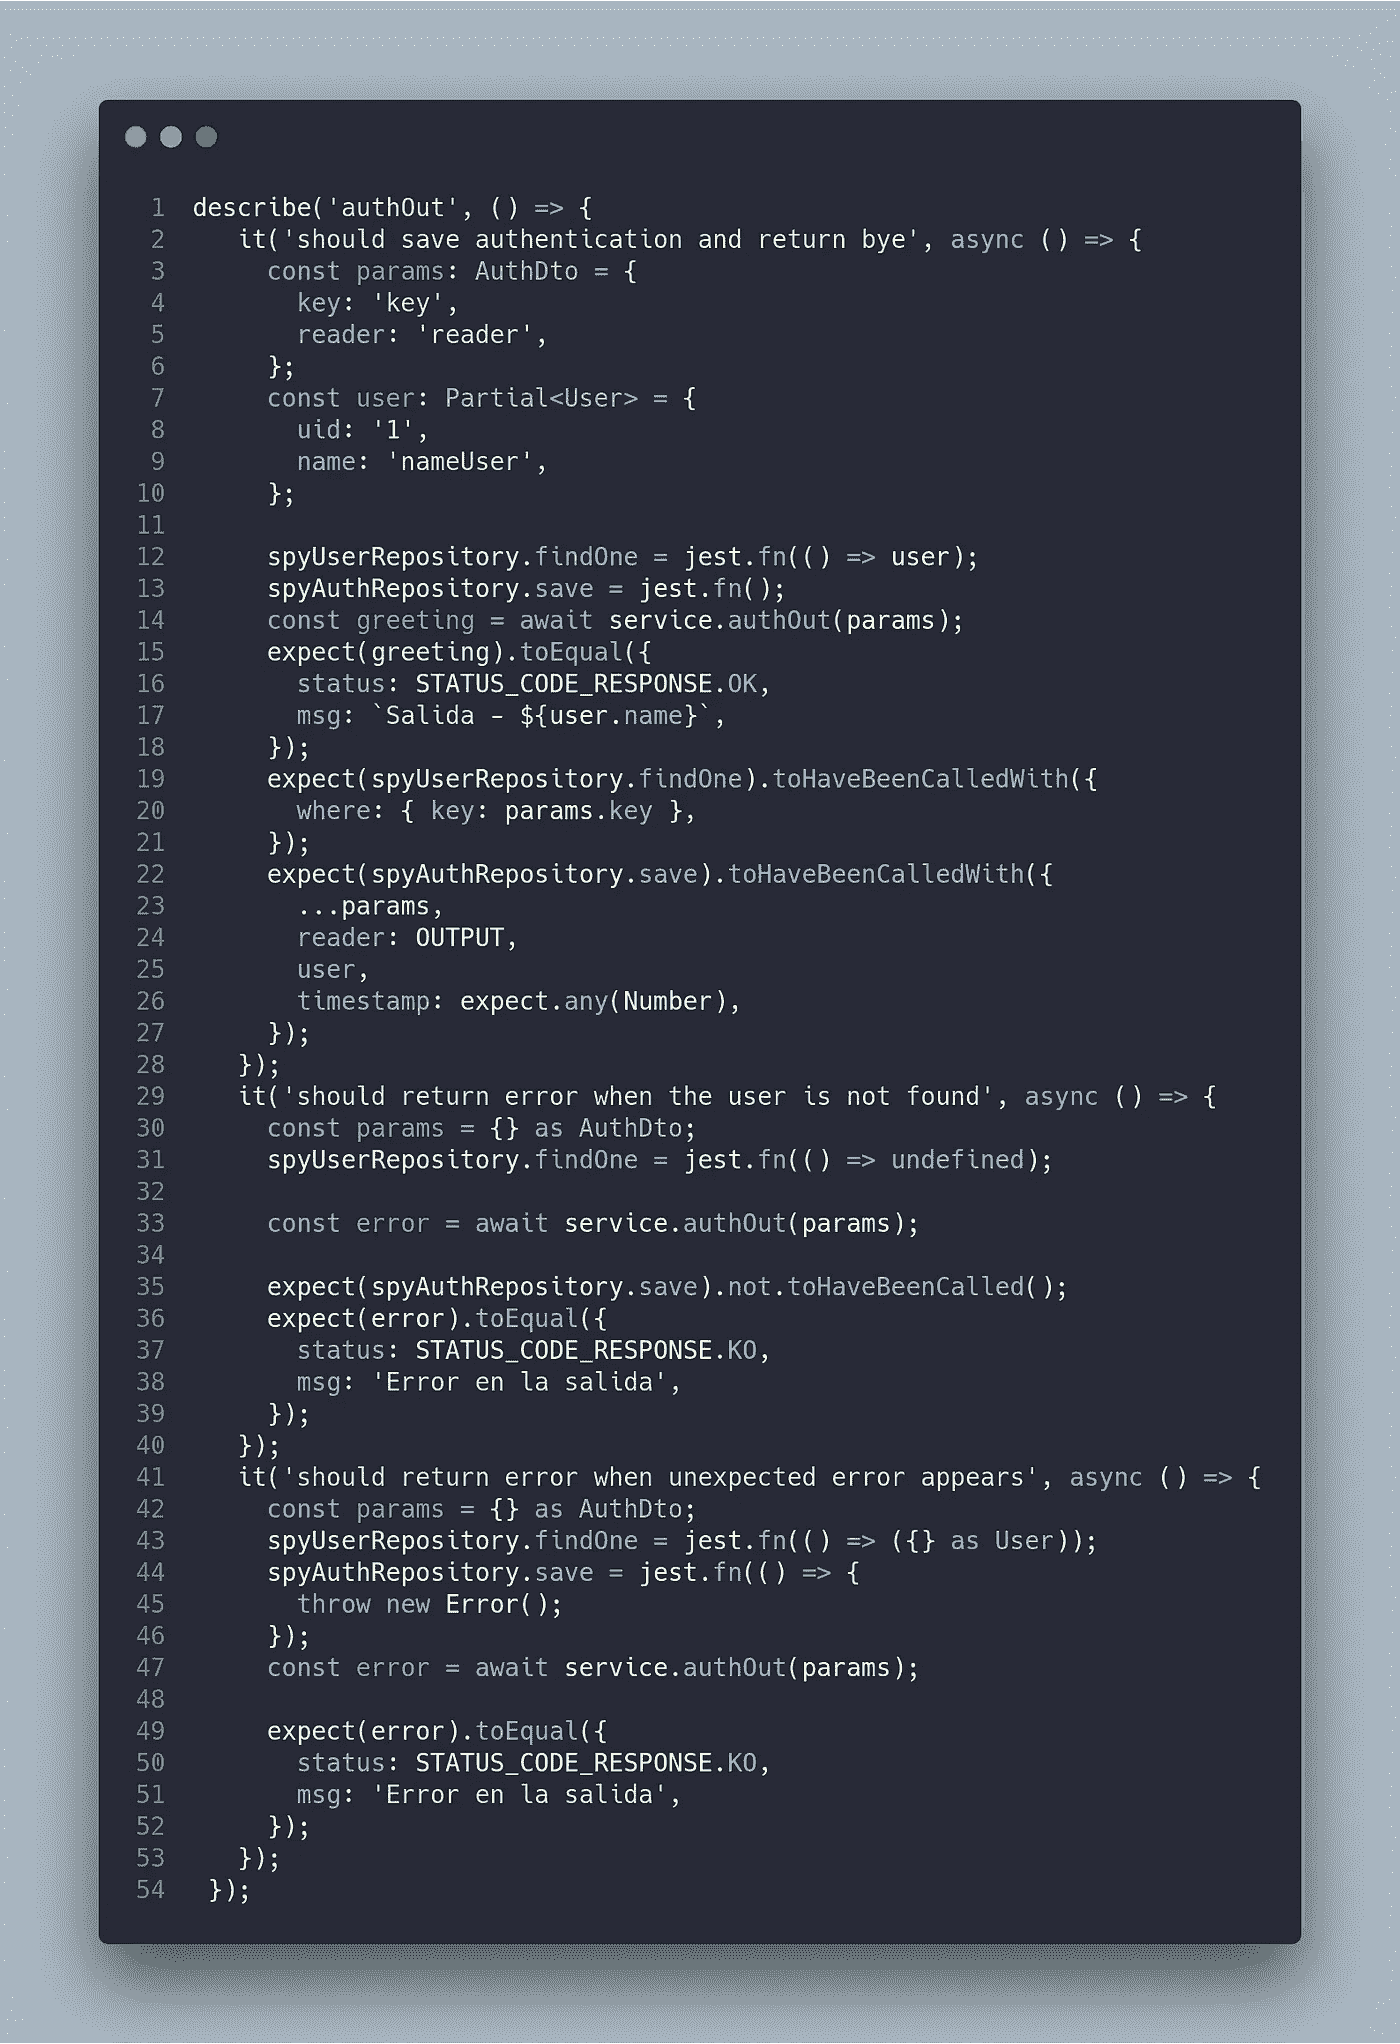 1 describe('authOut', () => {
2 it('should save authentication and return bye', async () => {
3 const params: AuthDto = {
4 key: 'key',
5 reader: 'reader',
6 };
7 const user: Partial<User> = {
8 uid: '1',
9 name: 'nameUser',
10 };
11
12 spyUserRepository.findOne = jest.fn(() => user);
13 spyAuthRepository.save = jest.fn();
14 const greeting = await service.authOut(params);
15 expect(greeting).toEqual({
16 status: STATUS_CODE_RESPONSE.OK,
17 msg: `Salida - ${user.name}`,
18 });
19 expect(spyUserRepository.findOne).toHaveBeenCalledWith({
20 where: { key: params.key },
21 });
22 expect(spyAuthRepository.save).toHaveBeenCalledWith({
23 ...params,
24 reader: OUTPUT,
25 user,
26 timestamp: expect.any(Number),
27 });
28 });
29 it('should return error when the user is not found', async () => {
30 const params = {} as AuthDto;
31 spyUserRepository.findOne = jest.fn(() => undefined);
32
33 const error = await service.authOut(params);
34
35 expect(spyAuthRepository.save).not.toHaveBeenCalled();
36 expect(error).toEqual({
37 status: STATUS_CODE_RESPONSE.KO,
38 msg: 'Error en la salida',
39 });
40 });
41 it('should return error when unexpected error appears', async () => {
42 const params = {} as AuthDto;
43 spyUserRepository.findOne = jest.fn(() => ({} as User));
44 spyAuthRepository.save = jest.fn(() => {
45 throw new Error();
46 });
47 const error = await service.authOut(params);
48
49 expect(error).toEqual({
50 status: STATUS_CODE_RESPONSE.KO,
51 msg: 'Error en la salida',
52 });
53 });
54 });